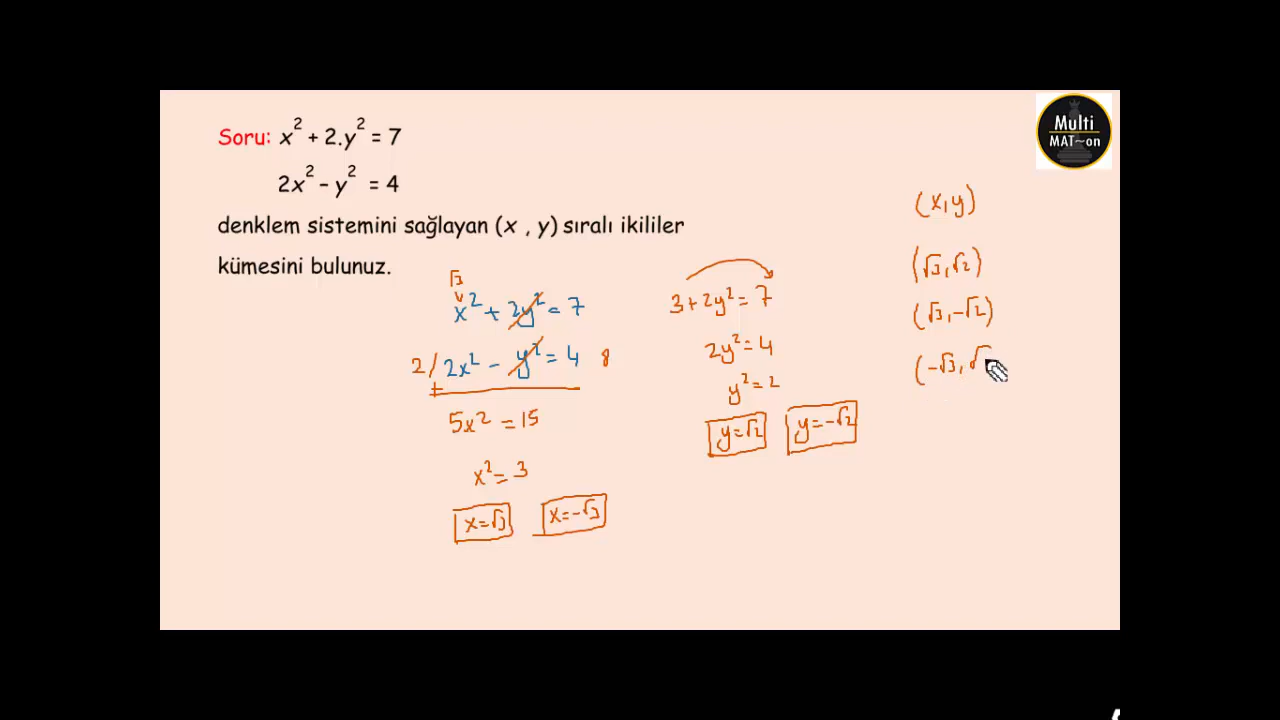 Multi
MAT~on
Soru: x² + 2.y² = 7
2x² – y² = 4
denklem sistemini sağlayan (x , y) sıralı ikililer
kümesini bulunuz.
√3
x² + 2y² = 7
2/ 2x² - y² = 4 8
+
5x² = 15
x² = 3
x=√3 x=-√3
3 + 2y² = 7
2y² = 4
y² = 2
y=√2 y=-√2
(x, y)
(√3, √2)
(√3, -√2)
(-√3, √